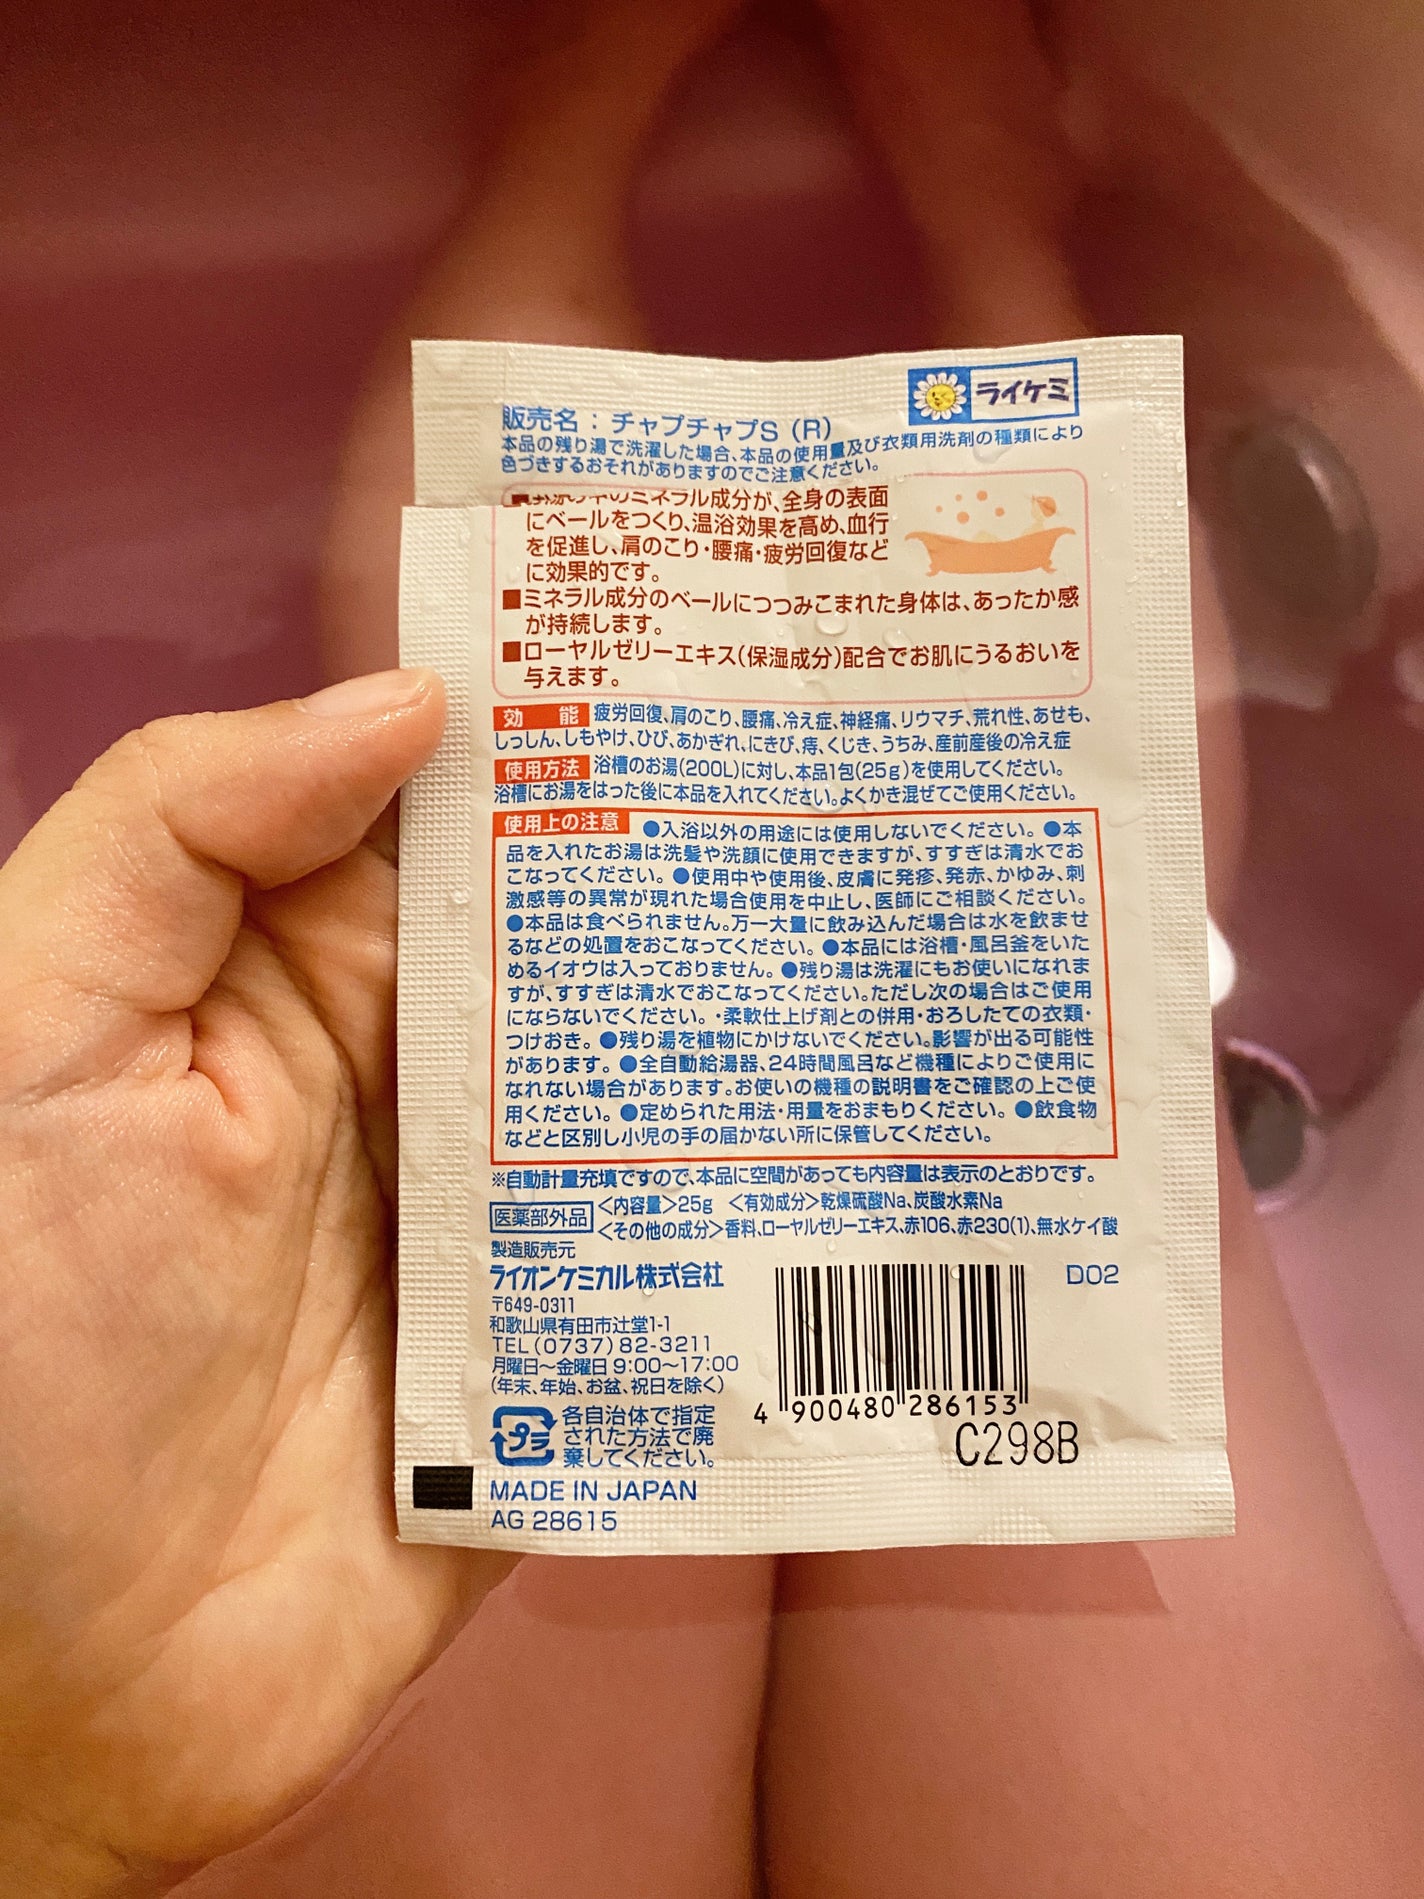 ライケミ
販売名：チャプチャプS（R）
本品の残り湯で洗濯した場合、本品の使用量及び衣類用洗剤の種類により
色づきするおそれがありますのでご注意ください。
ミネラル成分が、全身の表面
にベールをつくり、温浴効果を高め、血行
を促進し、肩のこり・腰痛・疲労回復など
に効果的です。
■ミネラル成分のベールにつつみこまれた身体は、あったか感
が持続します。
■ローヤルゼリーエキス(保湿成分)配合でお肌にうるおいを
与えます。
効能 疲労回復、肩のこり、腰痛、冷え症、神経痛、リウマチ、荒れ性、あせも、
しっしん、しもやけ、ひび、あかぎれ、にきび、痔、くじき、うちみ、産前産後の冷え症
使用方法 浴槽のお湯(200L)に対し、本品1包(25g)を使用してください。
浴槽にお湯をはった後に本品を入れてください。よくかき混ぜてご使用ください。
使用上の注意 ●入浴以外の用途には使用しないでください。●本
品を入れたお湯は洗髪や洗顔に使用できますが、すすぎは清水でお
こなってください。●使用中や使用後、皮膚に発疹、発赤、かゆみ、刺
激感等の異常が現れた場合使用を中止し、医師にご相談ください。
●本品は食べられません。万一大量に飲み込んだ場合は水を飲ませ
るなどの処置をおこなってください。●本品には浴槽・風呂釜をいた
めるイオウは入っておりません。●残り湯は洗濯にもお使いになれま
すが、すすぎは清水でおこなってください。ただし次の場合はご使用
にならないでください。・柔軟仕上げ剤との併用・おろしたての衣類・
つけおき。●残り湯を植物にかけないでください。影響が出る可能性
があります。●全自動給湯器、24時間風呂など機種によりご使用に
なれない場合があります。お使いの機種の説明書をご確認の上ご使
用ください。●定められた用法・用量をおまもりください。●飲食物
などと区別し小児の手の届かない所に保管してください。
※自動計量充填ですので、本品に空間があっても内容量は表示のとおりです。
医薬部外品 <内容量>25g <有効成分>乾燥硫酸Na、炭酸水素Na
<その他の成分>香料、ローヤルゼリーエキス、赤106、赤230(1)、無水ケイ酸
製造販売元
ライオンケミカル株式会社
〒649-0311
和歌山県有田市辻堂1-1
TEL(0737)82-3211
月曜日～金曜日 9:00～17:00
(年末、年始、お盆、祝日を除く)
D02
4 900480 286153
C298B
プラ
各自治体で指定
された方法で廃
棄してください。
MADE IN JAPAN
AG 28615